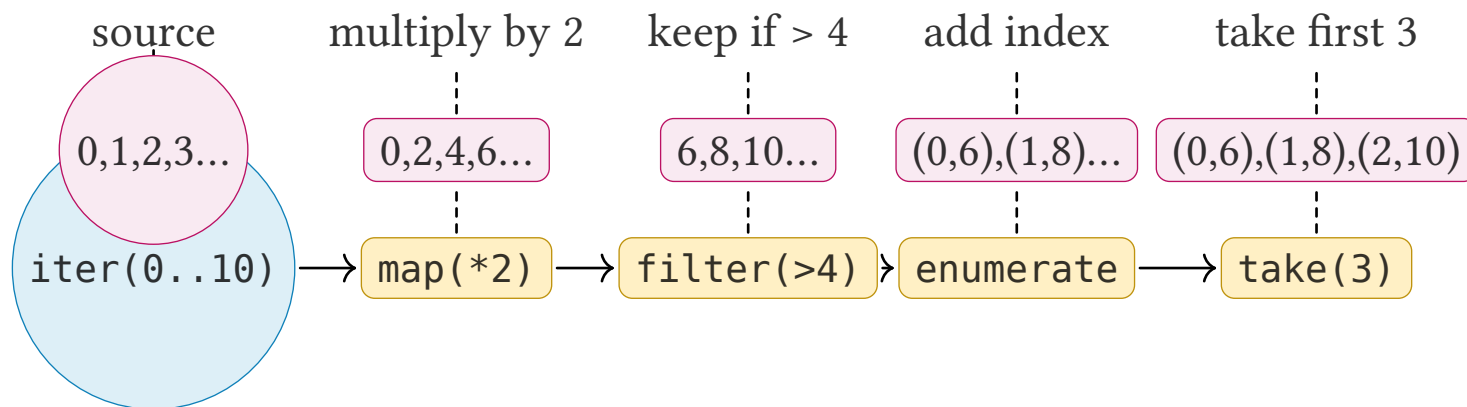 source multiply by 2 keep if > 4 add index take first 3
0,1,2,3… 0,2,4,6… 6,8,10… (0,6),(1,8)… (0,6),(1,8),(2,10)
iter(0..10) map(*2) filter(>4) enumerate take(3)